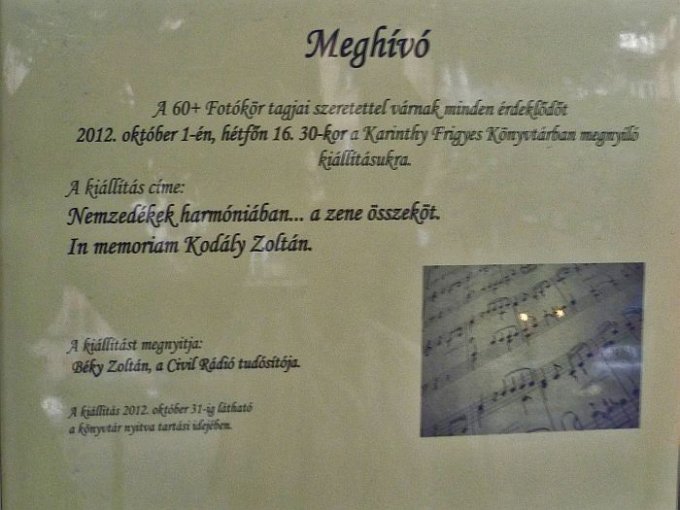 Meghívó
A 60+ Fotókör tagjai szeretettel várnak minden érdeklődőt
2012. október 1-én, hétfőn 16. 30-kor a Karinthy Frigyes Könyvtárban megnyíló
kiállításukra.
A kiállítás címe:
Nemzedékek harmóniában... a zene összeköt.
In memoriam Kodály Zoltán.
A kiállítást megnyitja:
Béky Zoltán, a Civil Rádió tudósítója.
A kiállítás 2012. október 31-ig látható
a könyvtár nyitva tartási idejében.